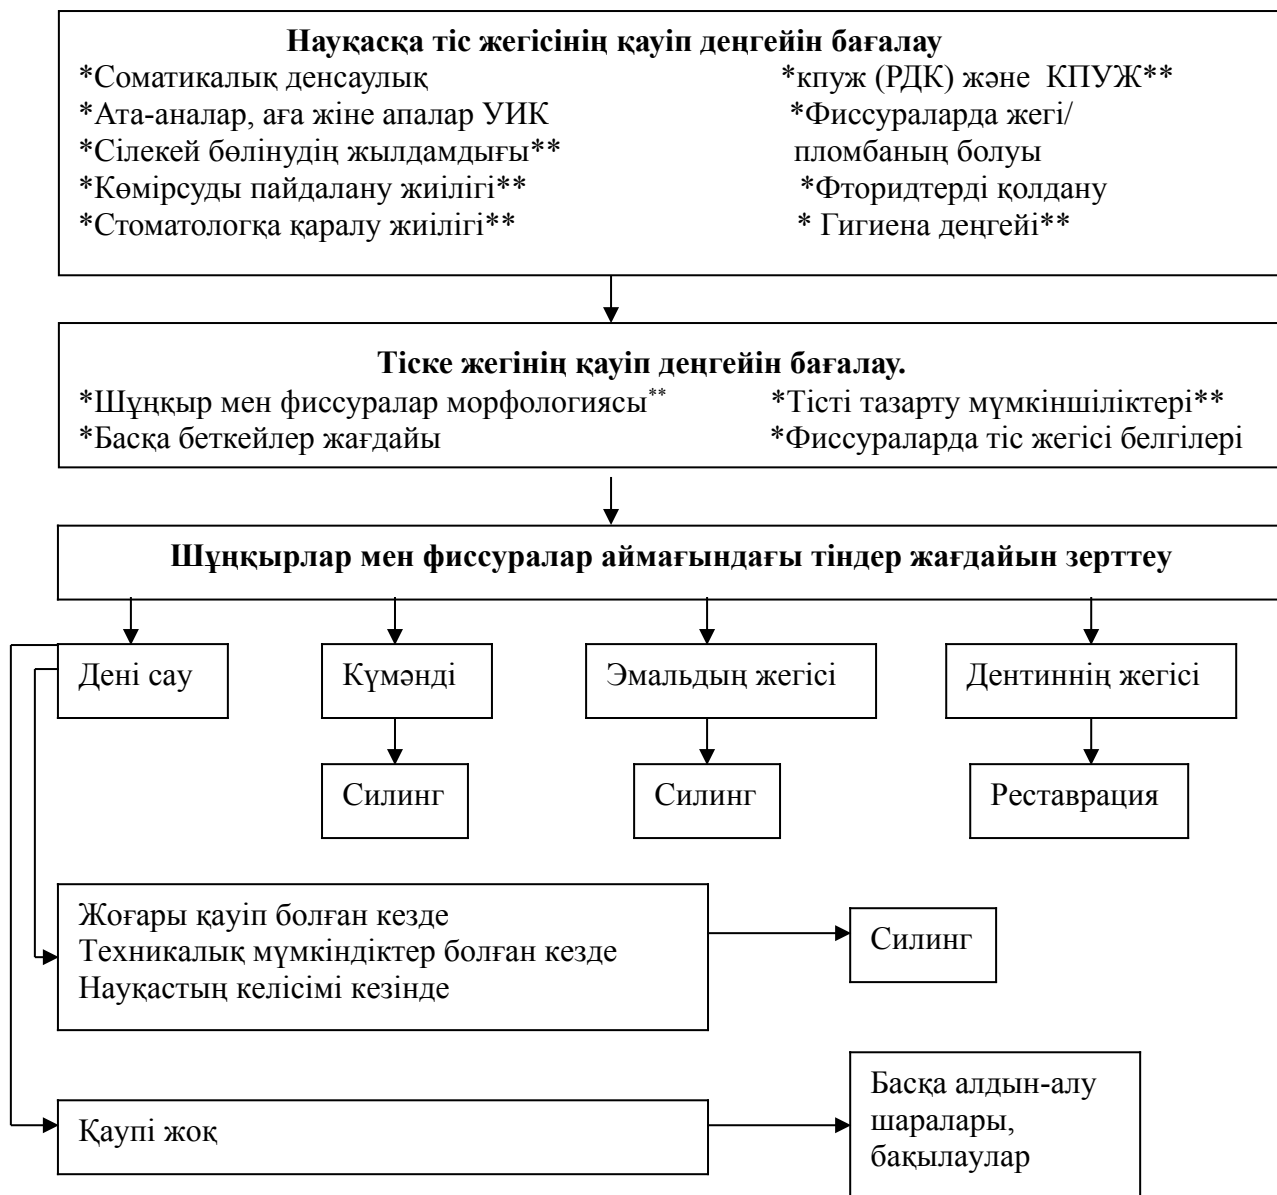 Науқасқа тіс жегісінің қауіп деңгейін бағалау
*Соматикалық денсаулық
*кпуж (РДК) және КПУЖ**
*Ата-аналар, аға жіне апалар УИК
*Фиссураларда жегі/
*Сілекей бөлінудің жылдамдығы**
пломбаның болуы
*Көмірсуды пайдалану жиілігі**
*Фторидтерді қолдану
*Стоматологқа қаралу жиілігі**
* Гигиена деңгейі**
Тіске жегінің қауіп деңгейін бағалау.
*Шұңқыр мен фиссуралар морфологиясы**
*Тісті тазарту мүмкіншіліктері**
*Басқа беткейлер жағдайы
*Фиссураларда тіс жегісі белгілері
Шұңқырлар мен фиссуралар аймағындағы тіндер жағдайын зерттеу
Дені сау
Күмәнді
Эмальдың жегісі
Дентиннің жегісі
Силинг
Силинг
Реставрация
Жоғары қауіп болған кезде
Техникалық мүмкіндіктер болған кезде
Науқастың келісімі кезінде
Силинг
Қаупі жоқ
Басқа алдын-алу
шаралары,
бақылаулар